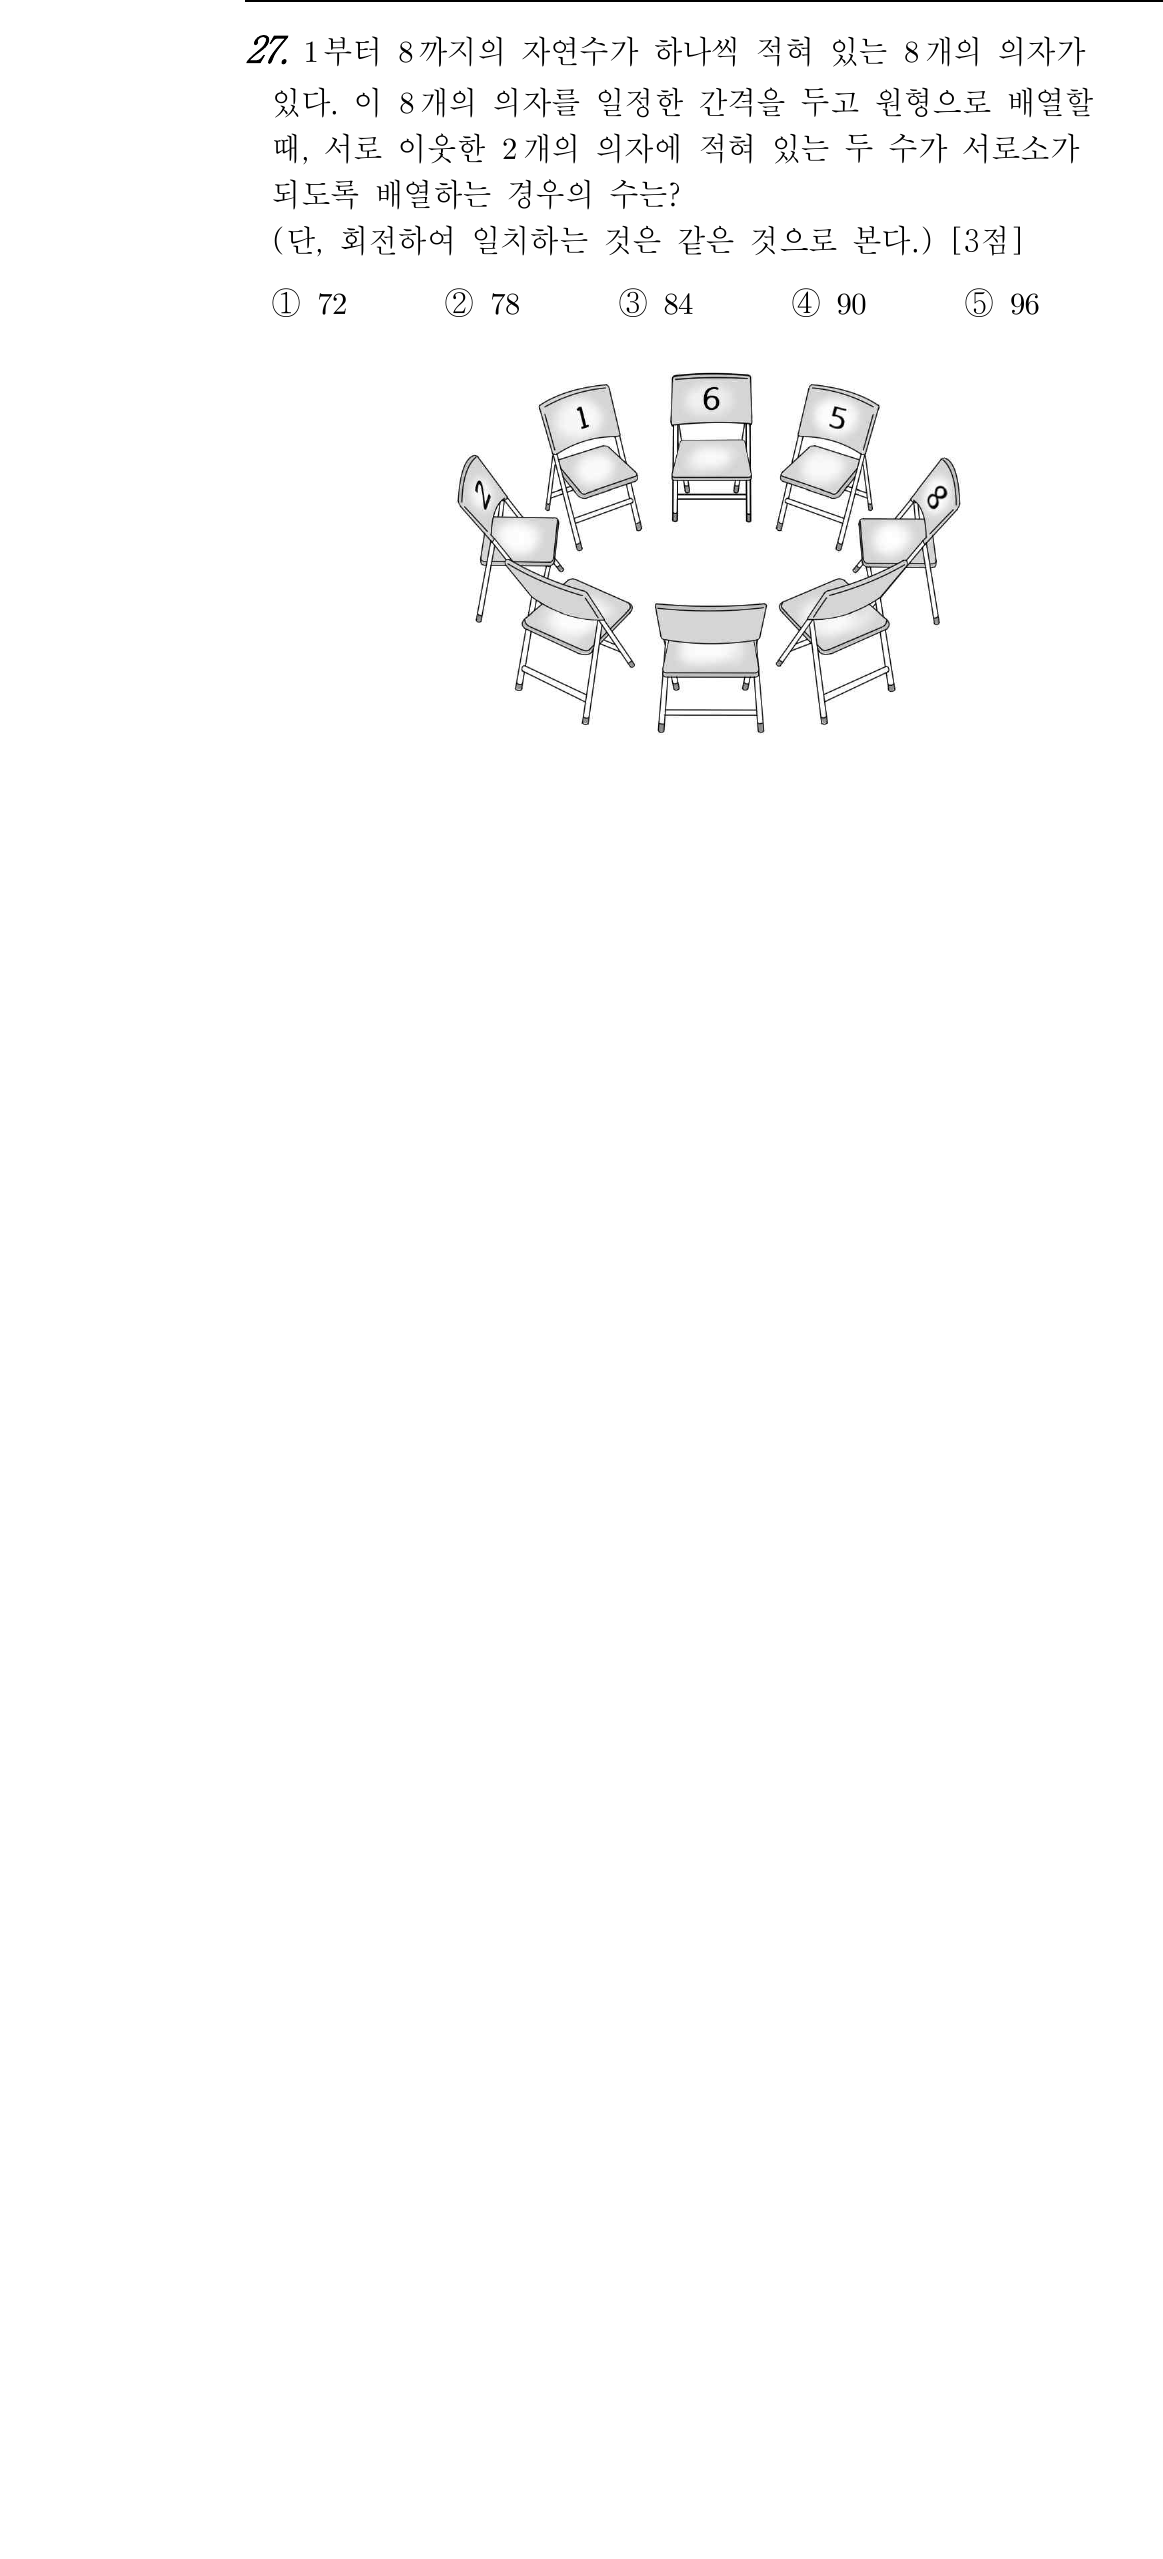 27. 1부터 8까지의 자연수가 하나씩 적혀 있는 8개의 의자가
있다. 이 8개의 의자를 일정한 간격을 두고 원형으로 배열할
때, 서로 이웃한 2개의 의자에 적혀 있는 두 수가 서로소가
되도록 배열하는 경우의 수는?
(단, 회전하여 일치하는 것은 같은 것으로 본다.) [3점]
① 72 ② 78 ③ 84 ④ 90 ⑤ 96
2 1 6 5 8